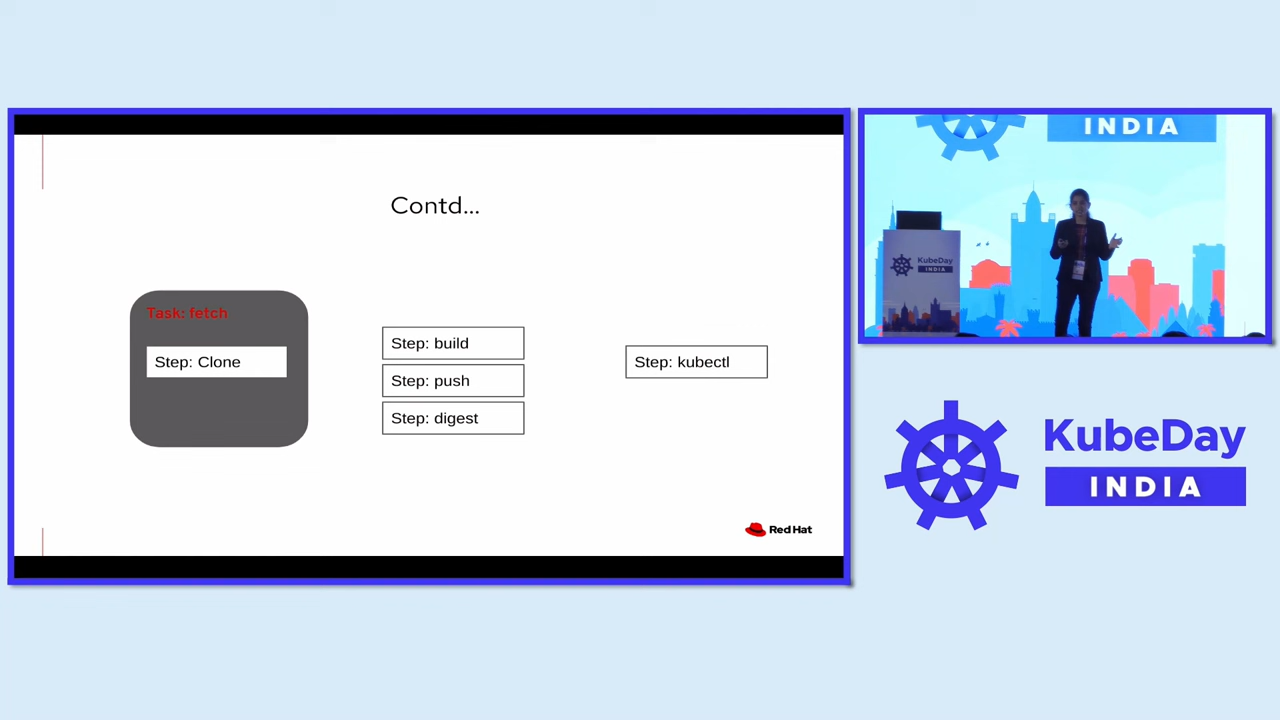 Contd...
Task: fetch
Step: Clone
Step: build
Step: push
Step: digest
Step: kubectl
Red Hat
INDIA
KubeDay
INDIA
KubeDay
INDIA